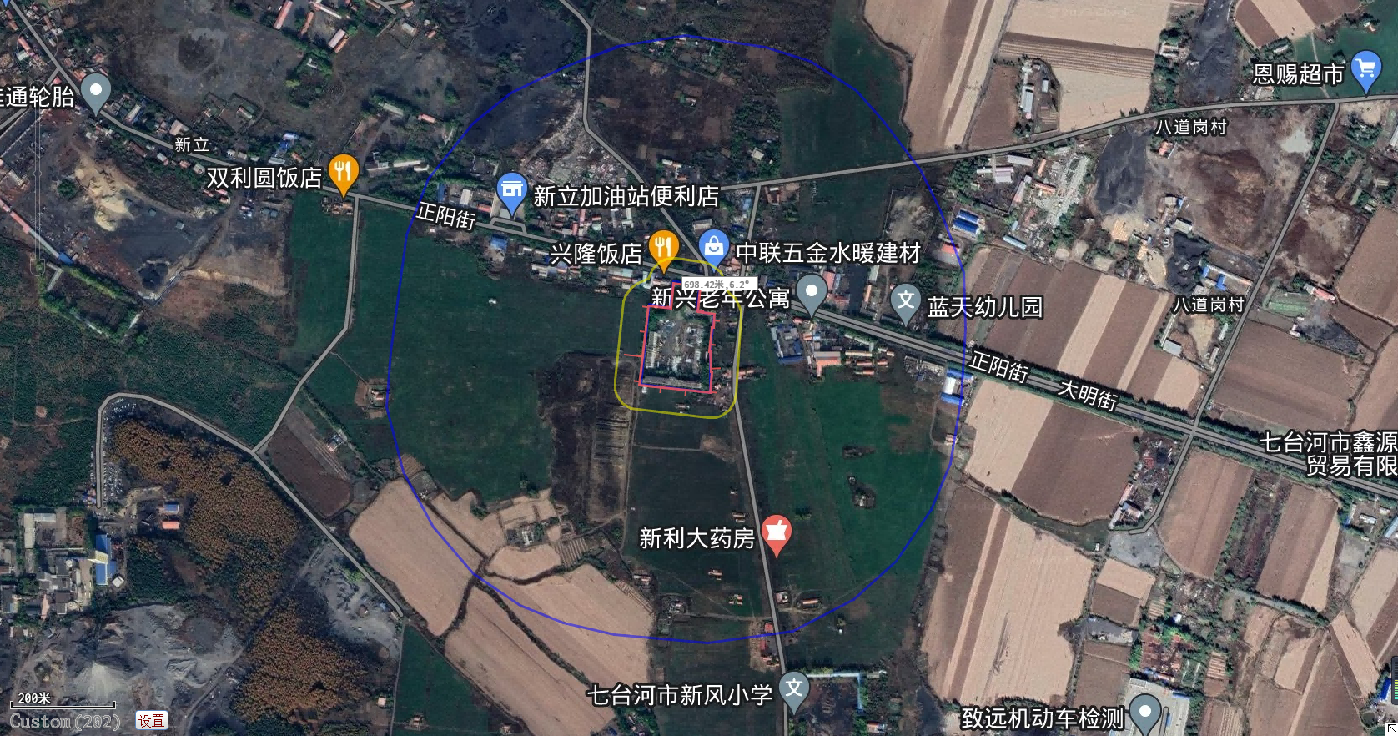 恩赐超市
通轮胎
八道岗村
新立
双利圆饭店
新立加油站便利店
正阳街
兴隆饭店
中联五金水暖建材
698.42米,6.2°
新兴老年公寓
蓝天幼儿园
八道岗村
正阳街
大明街
七台河市鑫源
贸易有限
新利大药房
七台河市新风小学
200米
Custom(202)
设置
致远机动车检测